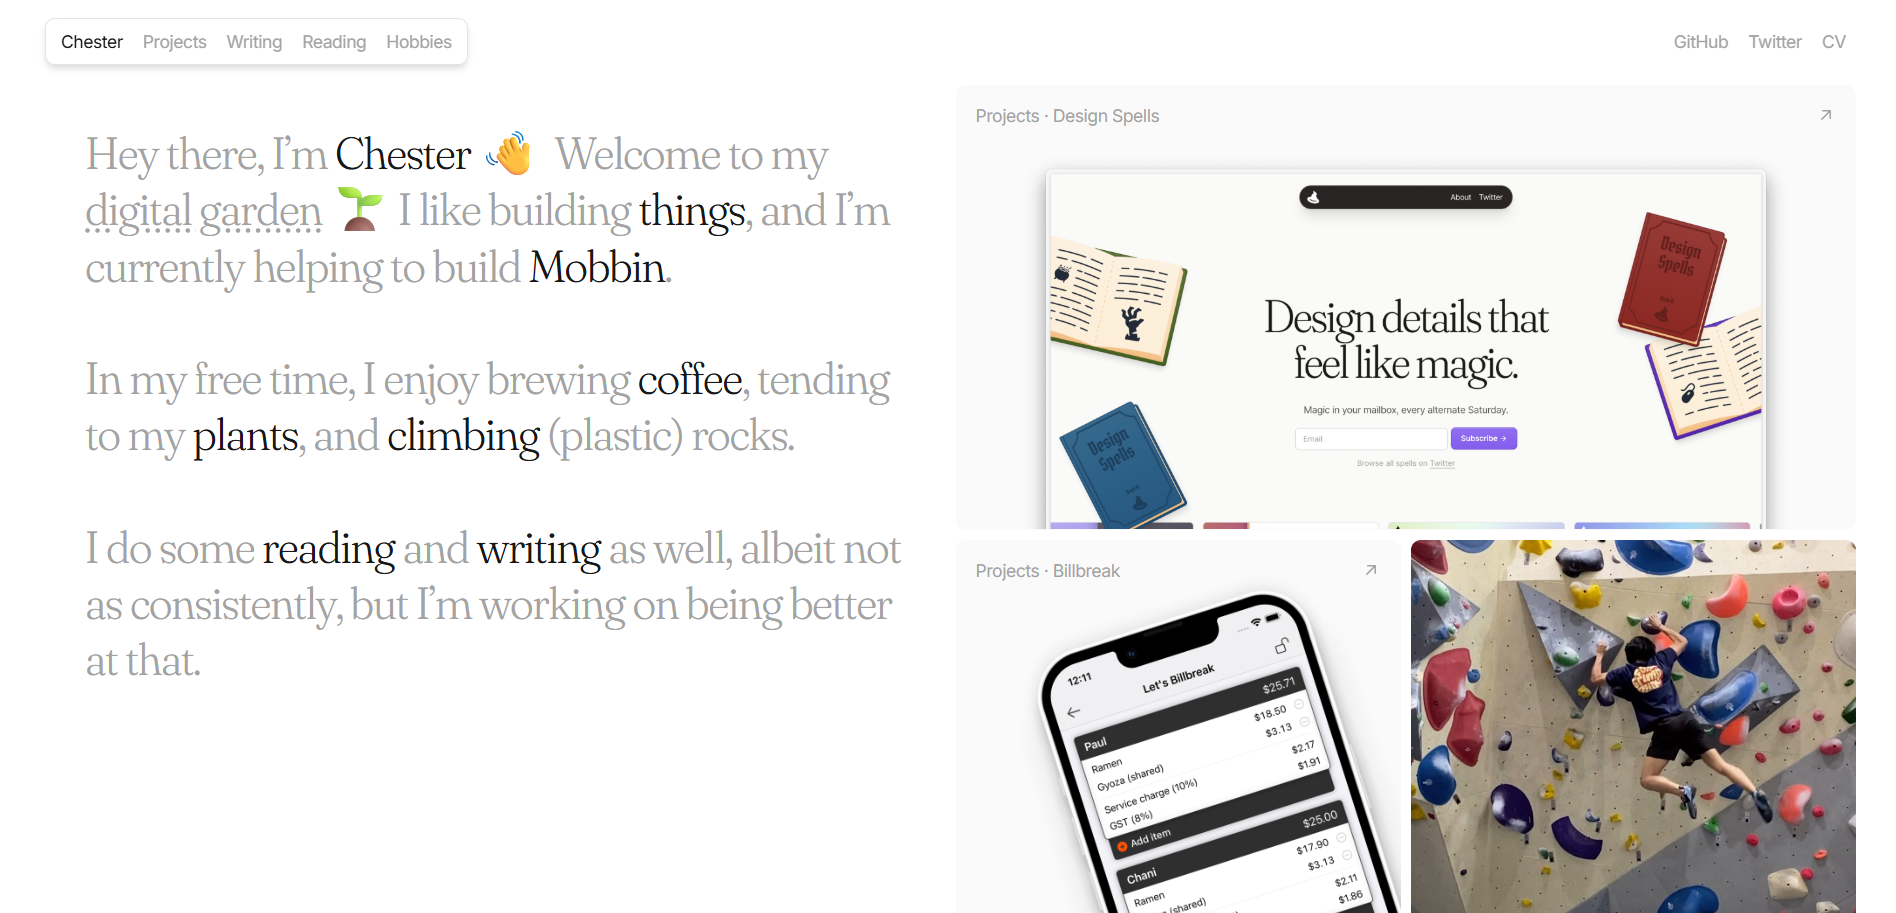 Chester Projects Writing Reading Hobbies
GitHub Twitter CV
Hey there, I’m Chester 👋 Welcome to my
digital garden 🌱 I like building things, and I’m
currently helping to build Mobbin.
In my free time, I enjoy brewing coffee, tending
to my plants, and climbing (plastic) rocks.
I do some reading and writing as well, albeit not
as consistently, but I’m working on being better
at that.
Projects · Design Spells
About Twitter
Design
Spells
Design details that
feel like magic.
Magic in your mailbox, every alternate Saturday.
Email
Subscribe →
Browse all spells on Twitter
Design
Spells
Projects · Billbreak
12:11
Let's Billbreak
Paul $25.71
Ramen $18.50
Gyoza (shared) $3.13
Service charge (10%) $2.17
GST (8%) $1.91
Add item
Chani $25.00
Ramen $17.90
(shared) $3.13
$2.11
$1.86